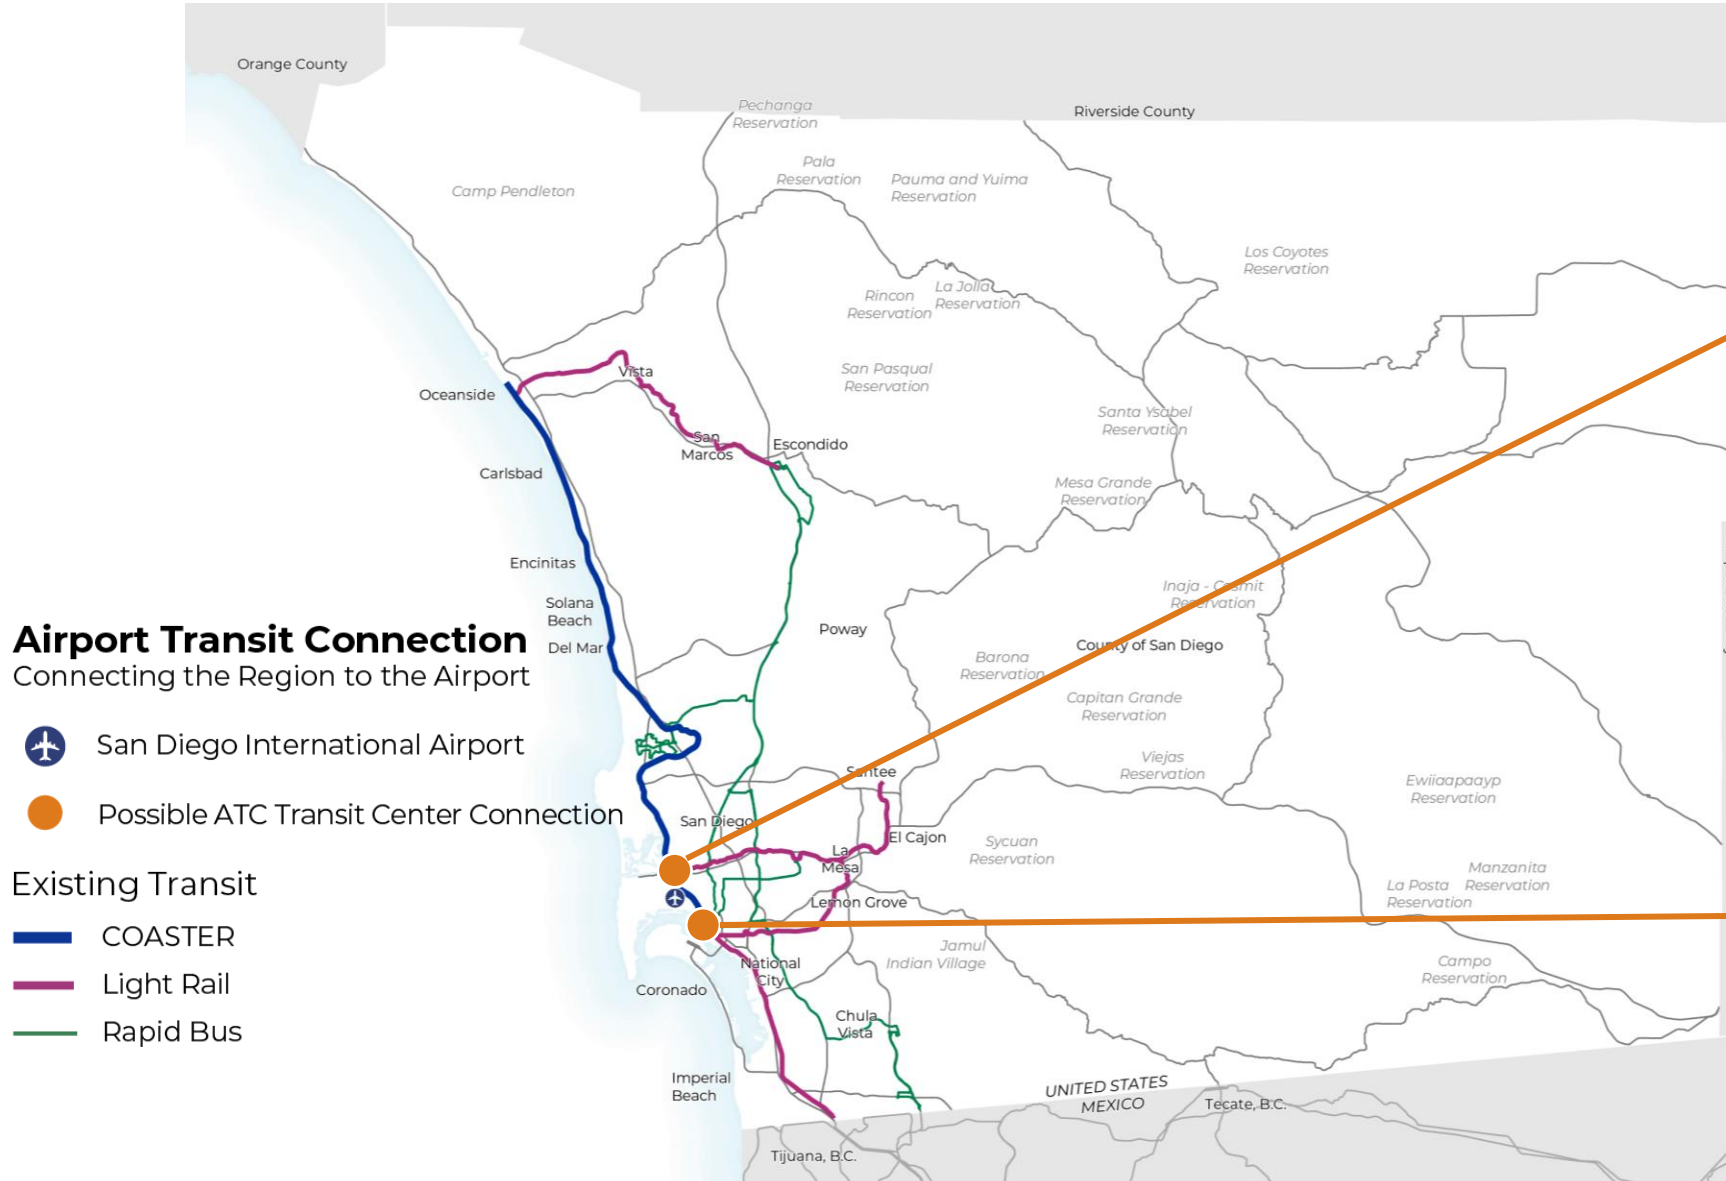 Orange County
Pechanga
Reservation
Riverside County
Pala
Reservation
Pauma and Yuima
Reservation
Camp Pendleton
Los Coyotes
Reservation
Rincon
Reservation
La Jolla
Reservation
San Pasqual
Reservation
Vista
Oceanside
Santa Ysabel
Reservation
San
Marcos
Escondido
Carlsbad
Mesa Grande
Reservation
Encinitas
Inaja - Cosmit
Reservation
Solana
Beach
Poway
Airport Transit Connection
Del Mar
County of San Diego
Connecting the Region to the Airport
Barona
Reservation
Capitan Grande
Reservation
San Diego International Airport
Viejas
Reservation
Santee
Ewiiaapaayp
Reservation
Possible ATC Transit Center Connection
San Diego
El Cajon
Sycuan
Reservation
La
Mesa
Manzanita
Reservation
La Posta
Reservation
Existing Transit
Lemon Grove
COASTER
Jamul
Indian Village
National
City
Campo
Reservation
Light Rail
Coronado
Rapid Bus
Chula
Vista
Imperial
Beach
UNITED STATES
MEXICO
Tecate, B.C.
Tijuana, B.C.